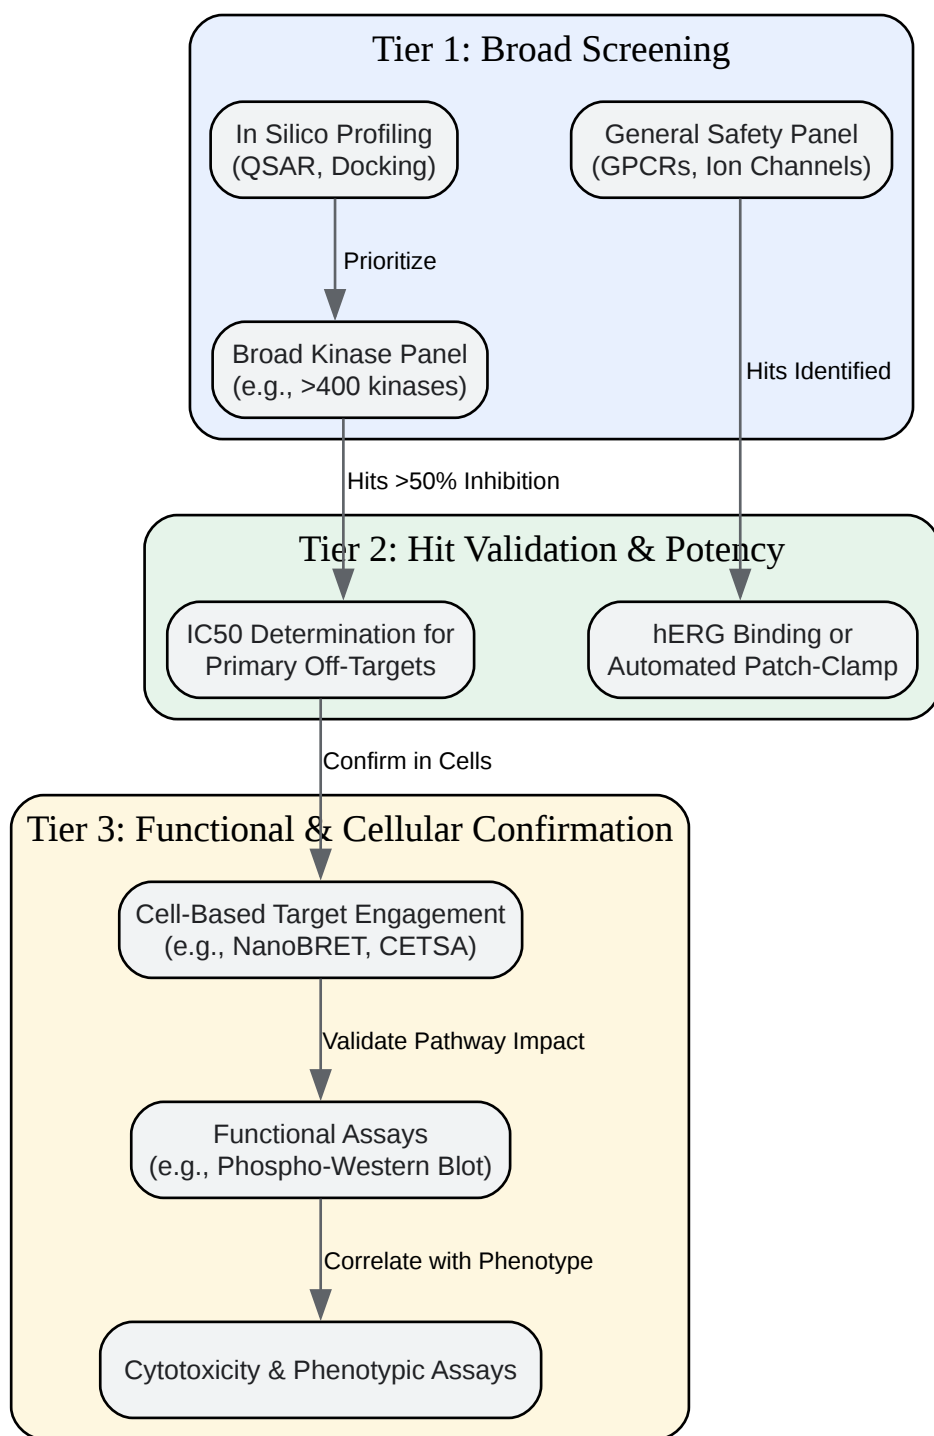 Tier 1: Broad Screening
In Silico Profiling
(QSAR, Docking)
General Safety Panel
(GPCRs, Ion Channels)
Prioritize
Broad Kinase Panel
(e.g., >400 kinases)
Hits Identified
Hits >50% Inhibition
Tier 2: Hit Validation & Potency
IC50 Determination for
Primary Off-Targets
hERG Binding or
Automated Patch-Clamp
Confirm in Cells
Tier 3: Functional & Cellular Confirmation
Cell-Based Target Engagement
(e.g., NanoBRET, CETSA)
Validate Pathway Impact
Functional Assays
(e.g., Phospho-Western Blot)
Correlate with Phenotype
Cytotoxicity & Phenotypic Assays